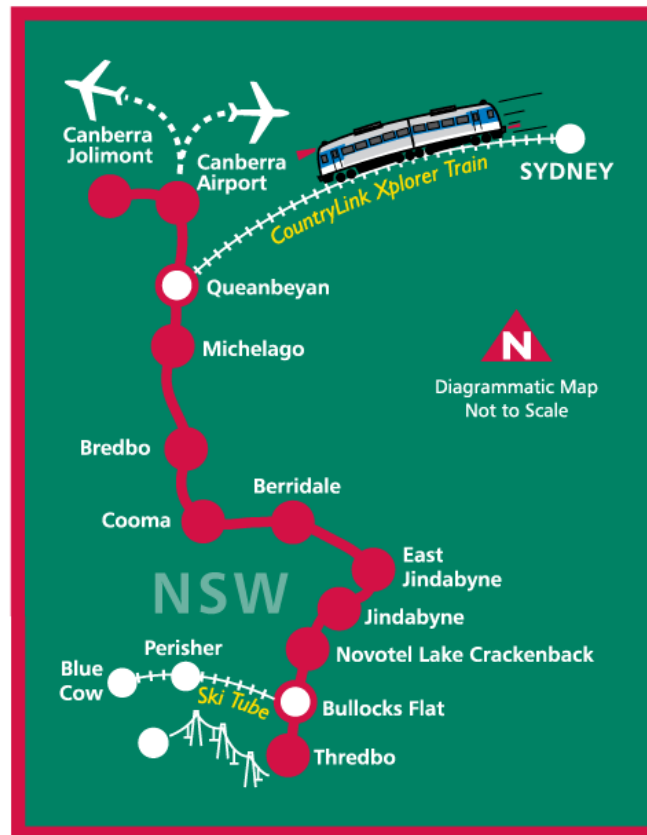 Canberra
Jolimont
Canberra
Airport
SYDNEY
CountryLink Xplorer Train
Queanbeyan
Michelago
N
Diagrammatic Map
Not to Scale
Bredbo
Berridale
Cooma
East
Jindabyne
NSW
Jindabyne
Perisher
Novotel Lake Crackenback
Blue
Cow
Ski Tube
Bullocks Flat
Thredbo